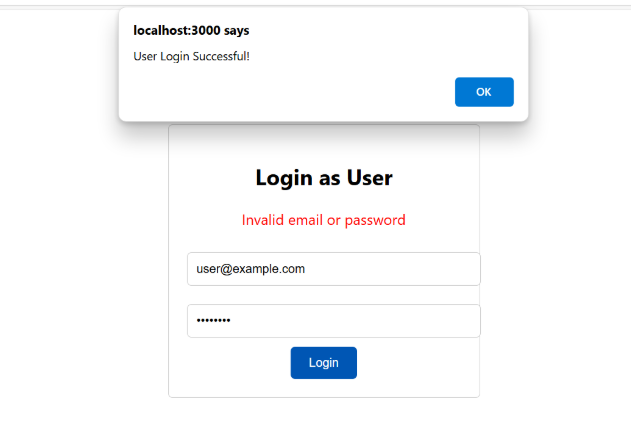 localhost:3000 says
User Login Successful!
OK
Login as User
Invalid email or password
user@example.com
••••••••
Login